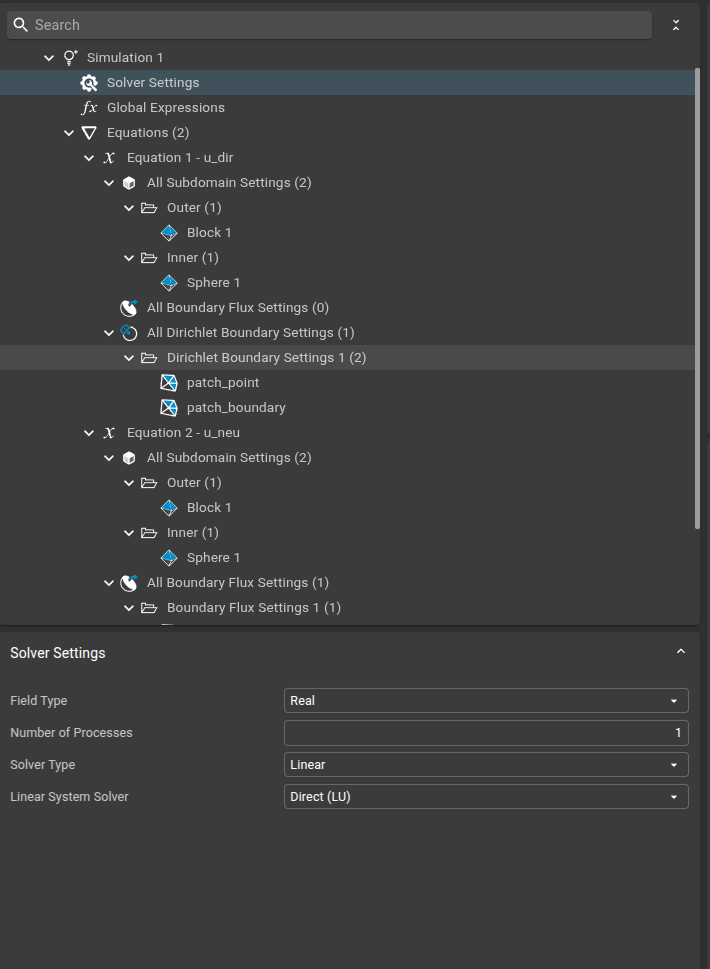 Search
Simulation 1
Solver Settings
fx Global Expressions
Equations (2)
x Equation 1 - u_dir
All Subdomain Settings (2)
Outer (1)
Block 1
Inner (1)
Sphere 1
All Boundary Flux Settings (0)
All Dirichlet Boundary Settings (1)
Dirichlet Boundary Settings 1 (2)
patch_point
patch_boundary
x Equation 2 - u_neu
All Subdomain Settings (2)
Outer (1)
Block 1
Inner (1)
Sphere 1
All Boundary Flux Settings (1)
Boundary Flux Settings 1 (1)
Solver Settings
Field Type Real
Number of Processes 1
Solver Type Linear
Linear System Solver Direct (LU)